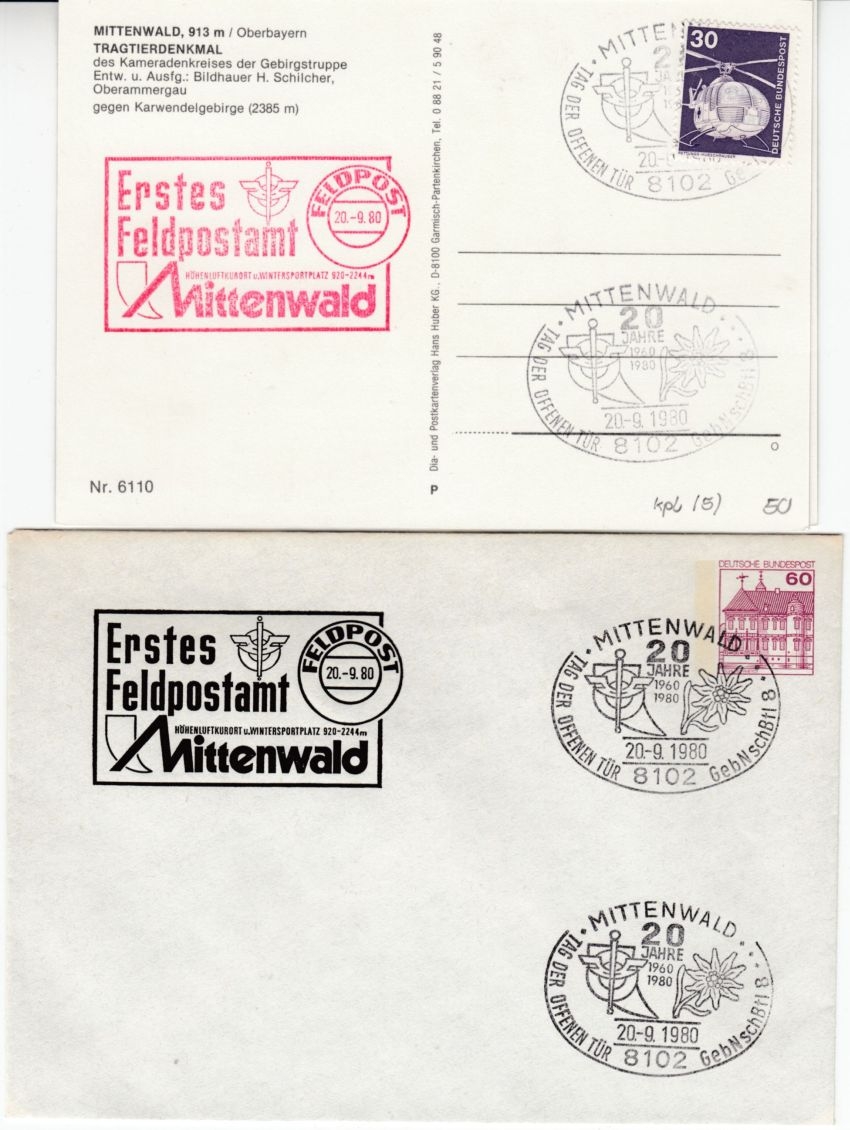 MITTENWALD, 913 m / Oberbayern
TRAGTIERDENKMAL
des Kameradenkreises der Gebirgstruppe
Entw. u. Ausfg.: Bildhauer H. Schilcher,
Oberammergau
gegen Karwendelgebirge (2385 m)
Erstes
Feldpostamt
FELDPOST
20.-9. 80
HÖHENLUFTKURORT u. WINTERSPORTPLATZ 920-2244m
Mittenwald
Nr. 6110
Dia- und Postkartenverlag Hans Huber KG., D-8100 Garmisch-Partenkirchen, Tel. 0 88 21 / 5 90 48
P
30
DEUTSCHE BUNDESPOST
MITTEN
TAG DER OFFENEN TÜR
8102
MITTENWALD
20
JAHRE
1960
1980
20.-9. 1980
TAG DER OFFENEN TÜR 8102 GebNschBtl 8
kpl (5)
50
DEUTSCHE BUNDESPOST
60
Erstes
Feldpostamt
FELDPOST
20.-9. 80
HÖHENLUFTKURORT u. WINTERSPORTPLATZ 920-2244m
Mittenwald
MITTENWALD
20
JAHRE
1960
1980
20.-9. 1980
TAG DER OFFENEN TÜR 8102 GebNschBtl 8
MITTENWALD
20
JAHRE
1960
1980
20.-9. 1980
TAG DER OFFENEN TÜR 8102 GebNschBtl 8